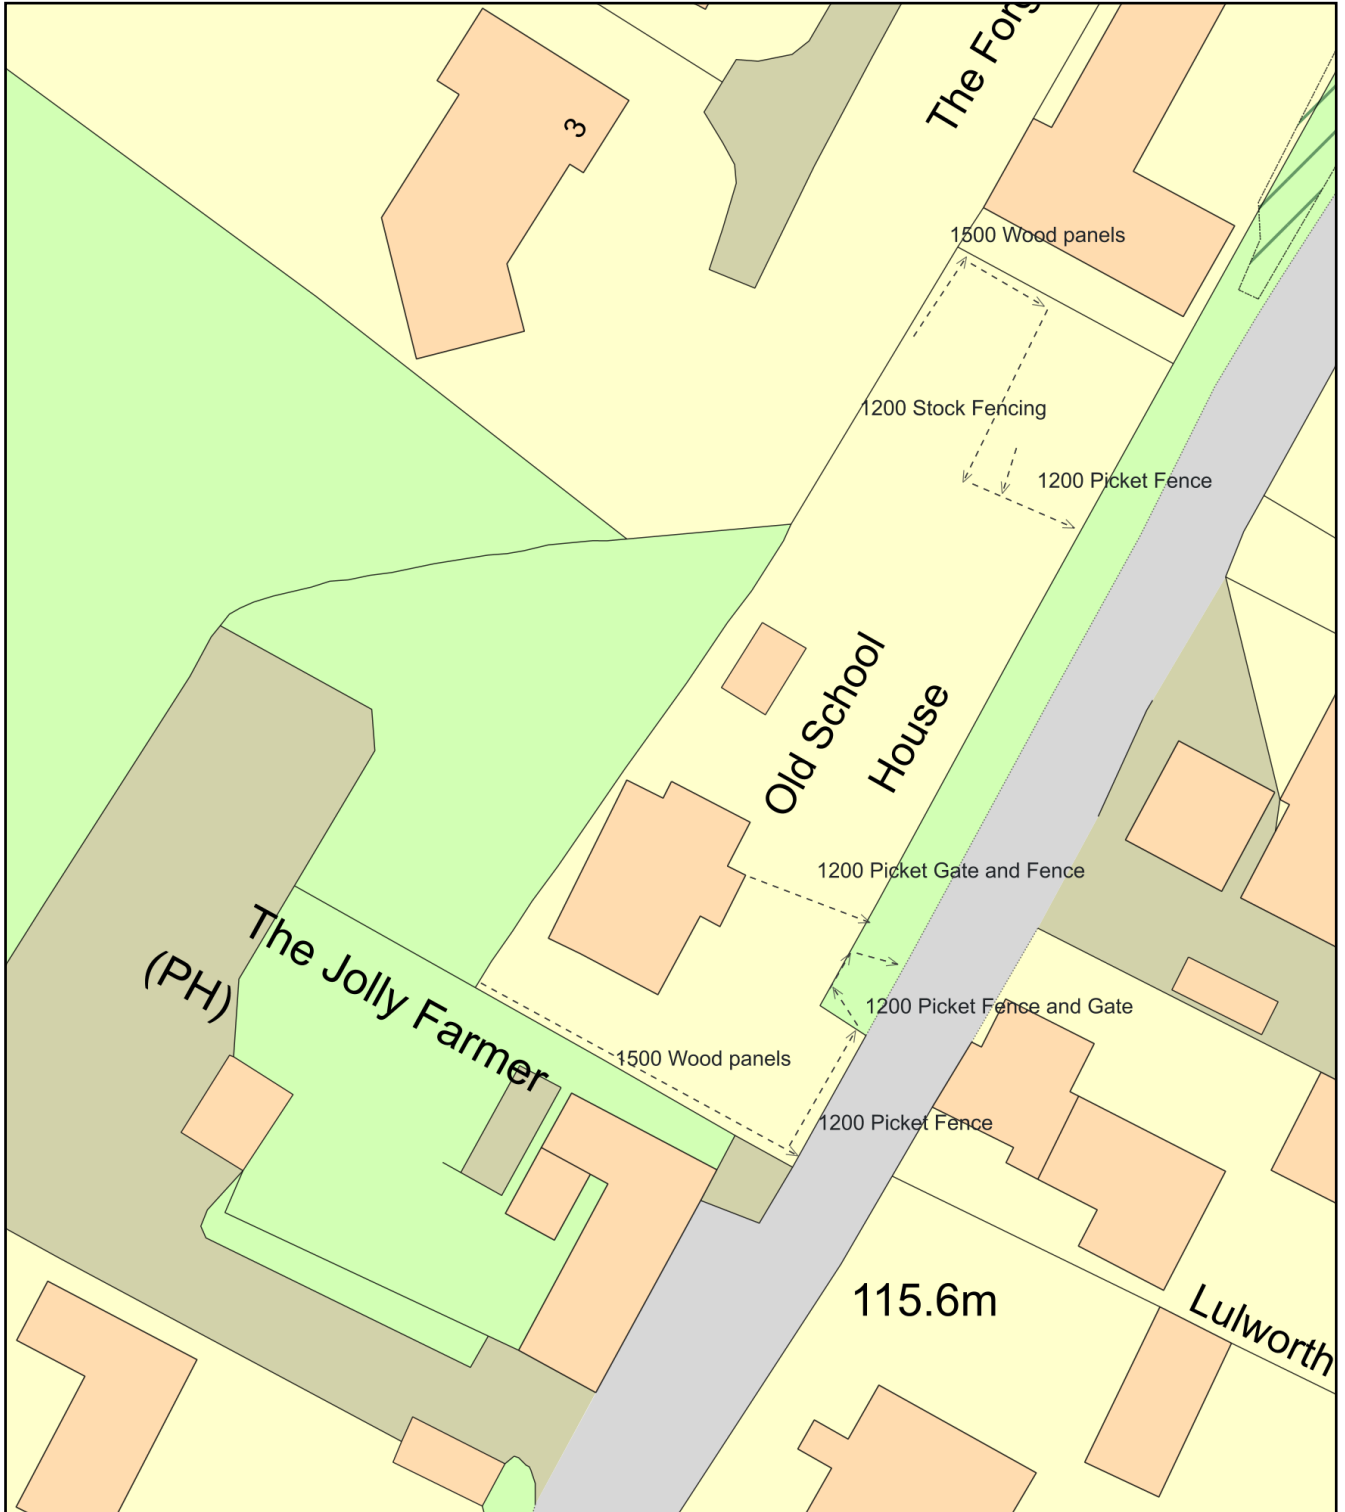 The Forg
3
1500 Wood panels
1200 Stock Fencing
1200 Picket Fence
Old School
House
1200 Picket Gate and Fence
The Jolly Farmer
(PH)
1200 Picket Fence and Gate
1500 Wood panels
1200 Picket Fence
115.6m
Lulworth